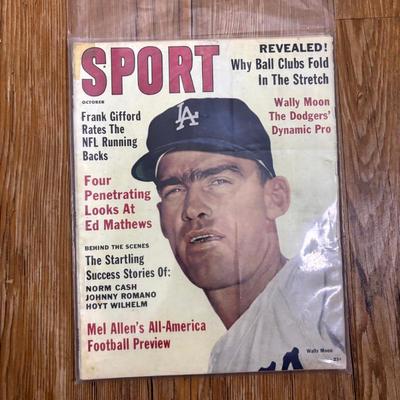 SPORT
OCTOBER
REVEALED!
Why Ball Clubs Fold
In The Stretch
Wally Moon
The Dodgers'
Dynamic Pro
Frank Gifford
Rates The
NFL Running
Backs
LA
Four
Penetrating
Looks At
Ed Mathews
BEHIND THE SCENES
The Startling
Success Stories Of:
NORM CASH
JOHNNY ROMANO
HOYT WILHELM
Mel Allen's All-America
Football Preview
Wally Moon
25¢